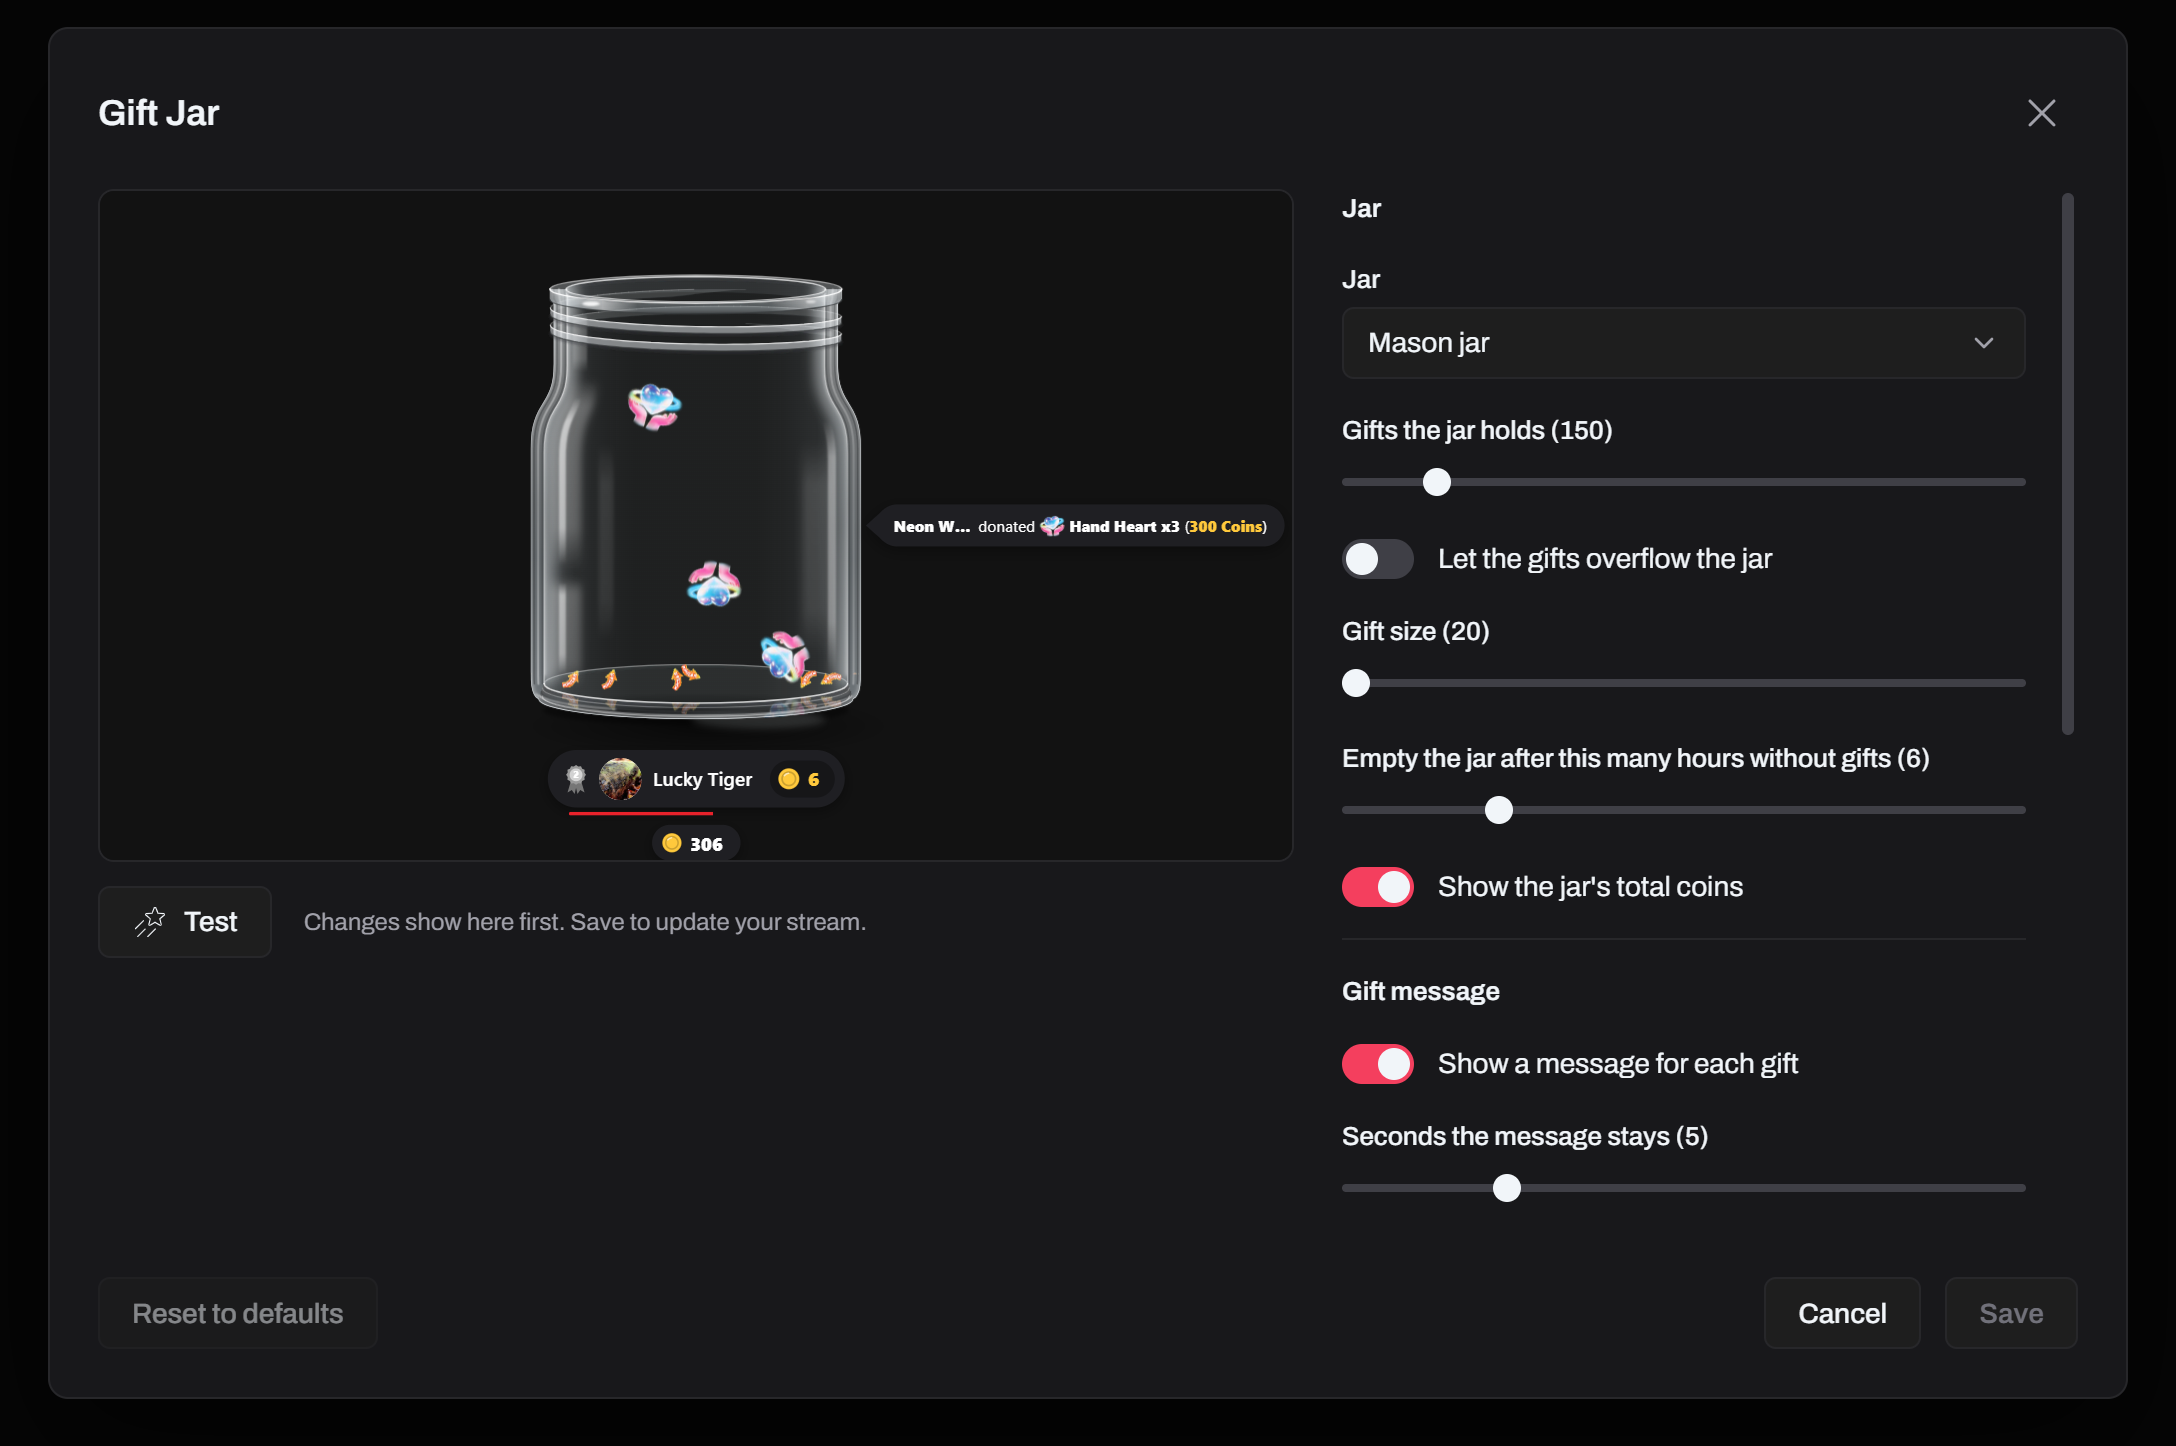 Gift Jar
Neon W... donated Hand Heart x3 (300 Coins)
2
Lucky Tiger
6
306
Test
Changes show here first. Save to update your stream.
Jar
Jar
Mason jar
Gifts the jar holds (150)
Let the gifts overflow the jar
Gift size (20)
Empty the jar after this many hours without gifts (6)
Show the jar's total coins
Gift message
Show a message for each gift
Seconds the message stays (5)
Reset to defaults
Cancel
Save